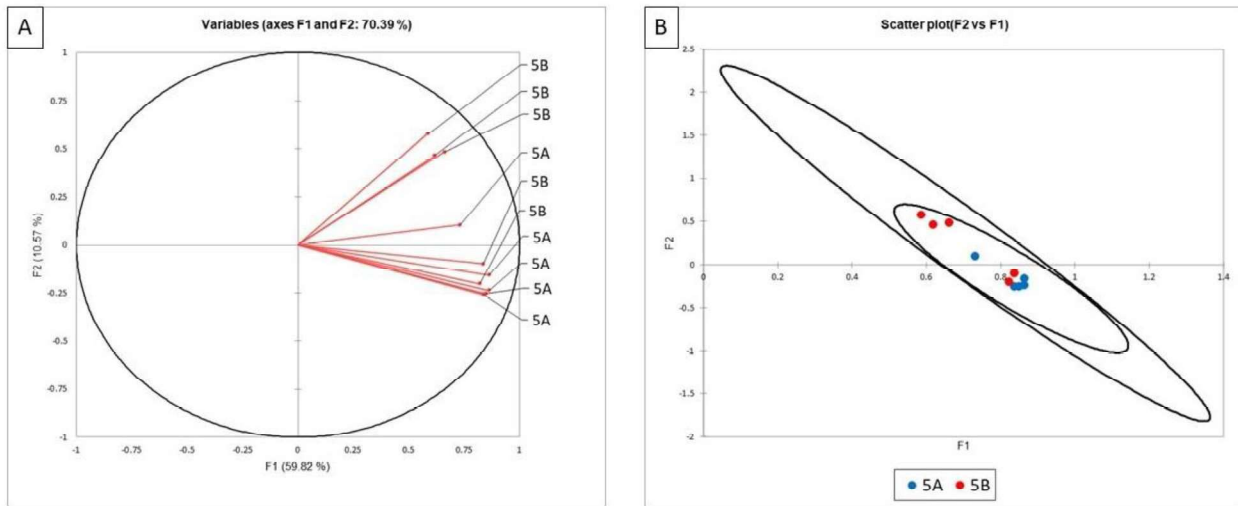 A
Variables (axes F1 and F2: 70.39 %)
1
0.75
0.5
0.25
0
-0.25
-0.5
-0.75
-1
F2 (10.57 %)
5B
5B
5B
5A
5B
5B
5A
5A
5A
5A
-1 -0.75 -0.5 -0.25 0 0.25 0.5 0.75 1
F1 (59.82 %)
B
Scatter plot(F2 vs F1)
2.5
2
1.5
1
0.5
0
-0.5
-1
-1.5
-2
F2
0 0.2 0.4 0.6 0.8 1 1.2 1.4
F1
5A 5B